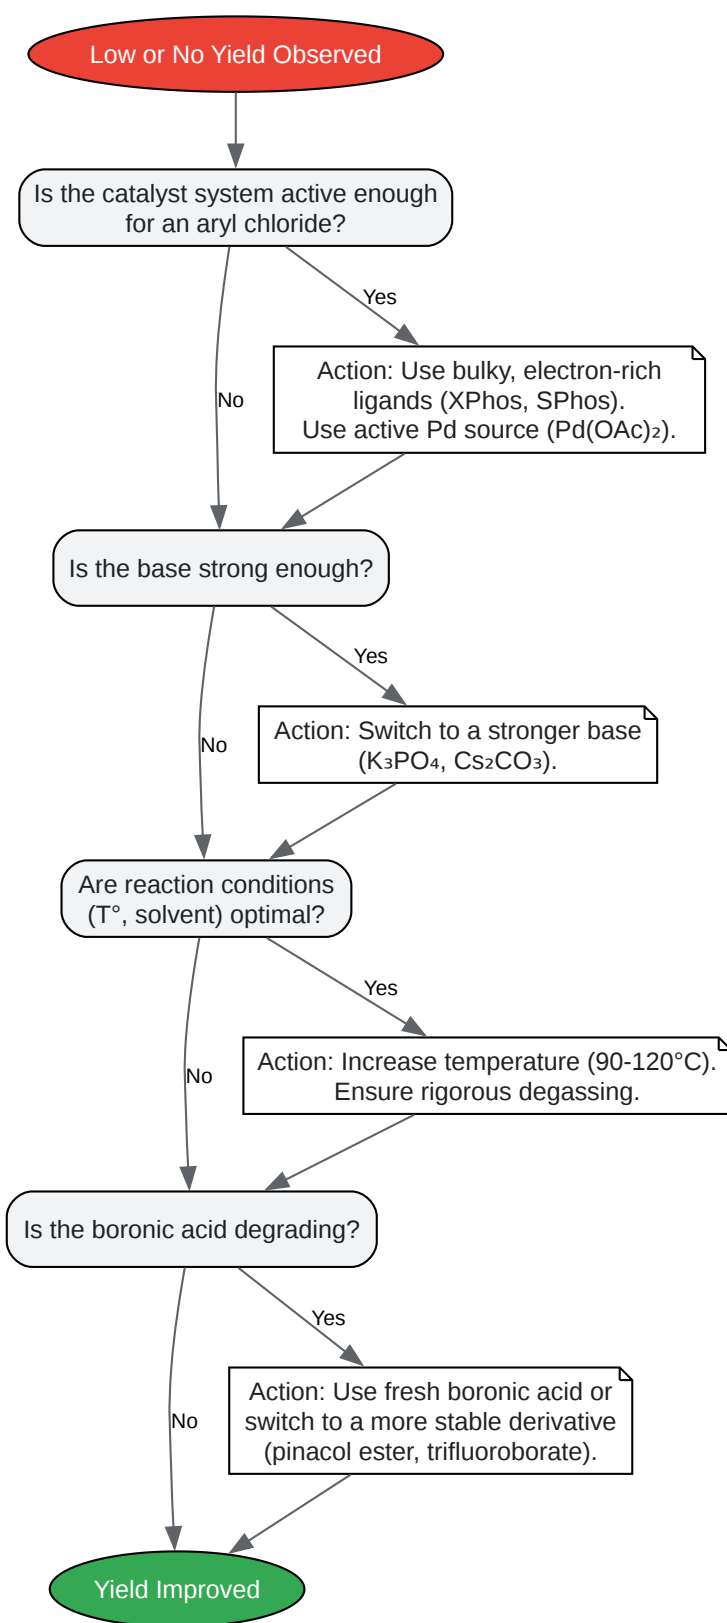 Low or No Yield Observed
Is the catalyst system active enough
for an aryl chloride?
Yes
Action: Use bulky, electron-rich
ligands (XPhos, SPhos).
Use active Pd source (Pd(OAc)₂).
No
Is the base strong enough?
Yes
Action: Switch to a stronger base
(K₃PO₄, Cs₂CO₃).
No
Are reaction conditions
(T°, solvent) optimal?
Yes
Action: Increase temperature (90-120°C).
Ensure rigorous degassing.
No
Is the boronic acid degrading?
Yes
Action: Use fresh boronic acid or
switch to a more stable derivative
(pinacol ester, trifluoroborate).
No
Yield Improved